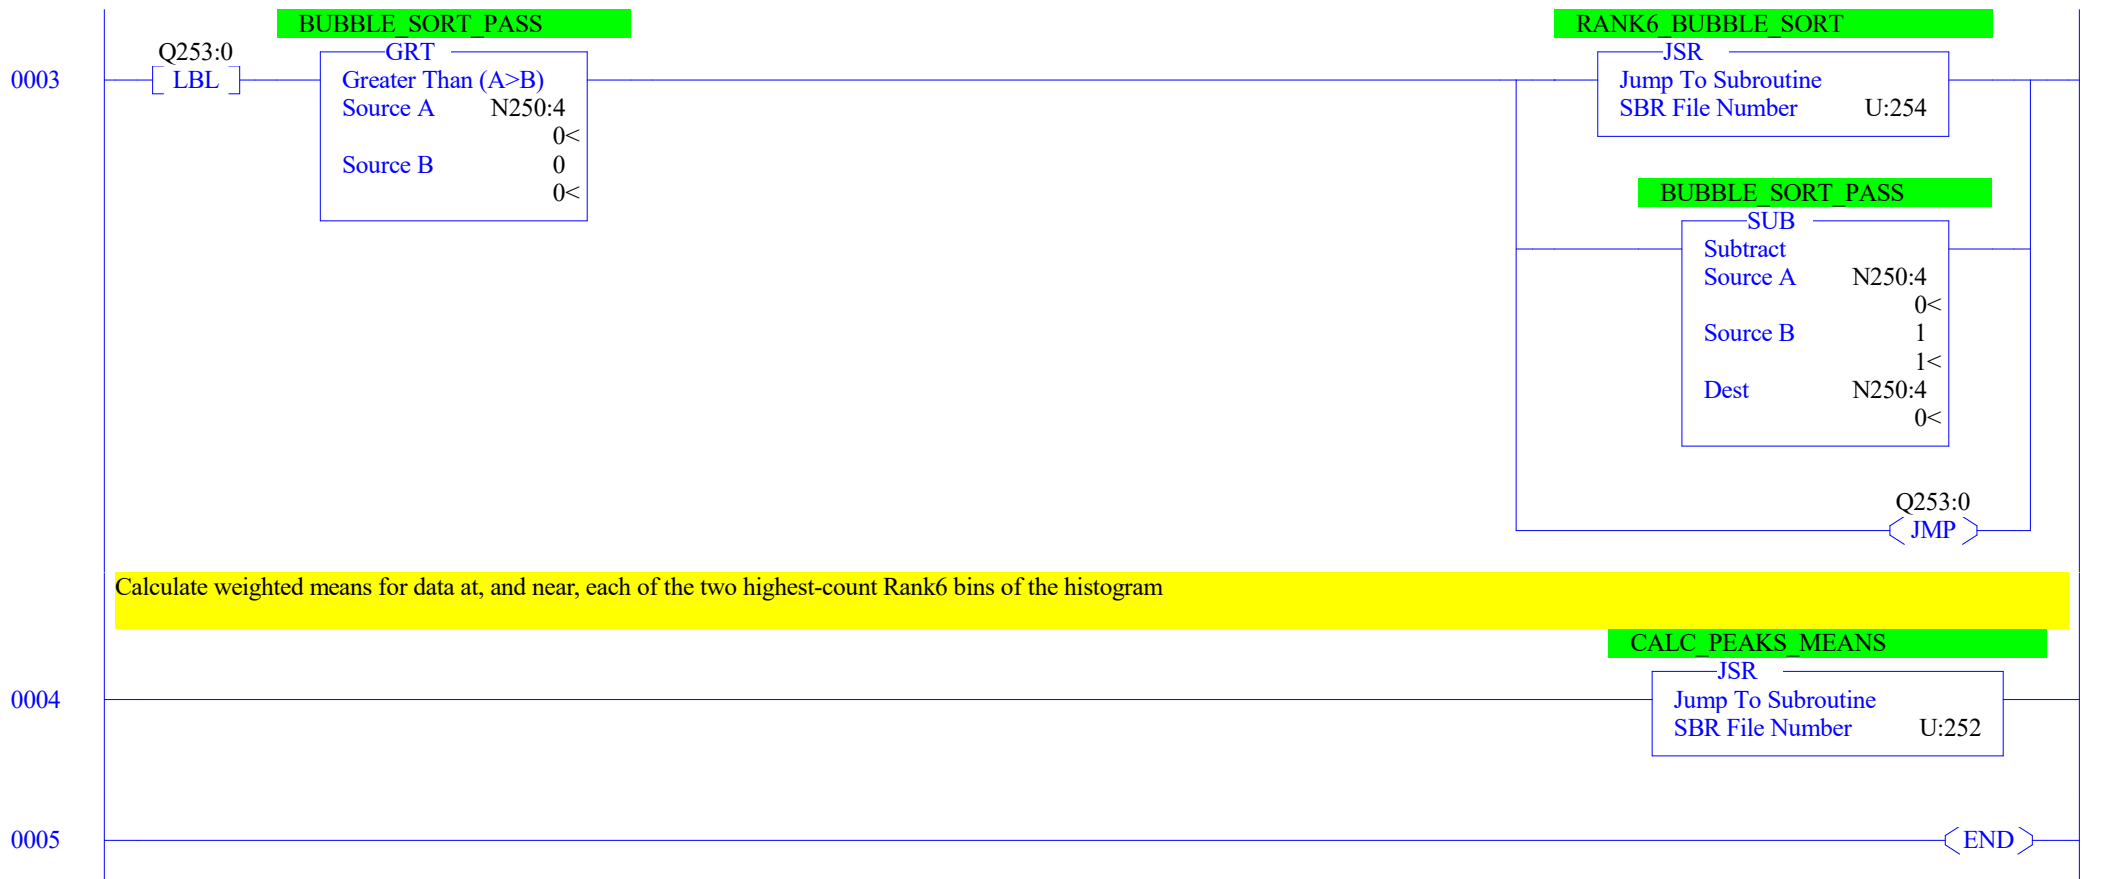 BUBBLE_SORT_PASS
RANK6_BUBBLE_SORT
Q253:0
GRT
JSR
0003
LBL
Greater Than (A>B)
Jump To Subroutine
Source A N250:4
SBR File Number U:254
0<
Source B 0
0<
BUBBLE_SORT_PASS
SUB
Subtract
Source A N250:4
0<
Source B 1
1<
Dest N250:4
0<
Q253:0
JMP
Calculate weighted means for data at, and near, each of the two highest-count Rank6 bins of the histogram
CALC_PEAKS_MEANS
JSR
0004
Jump To Subroutine
SBR File Number U:252
0005
END